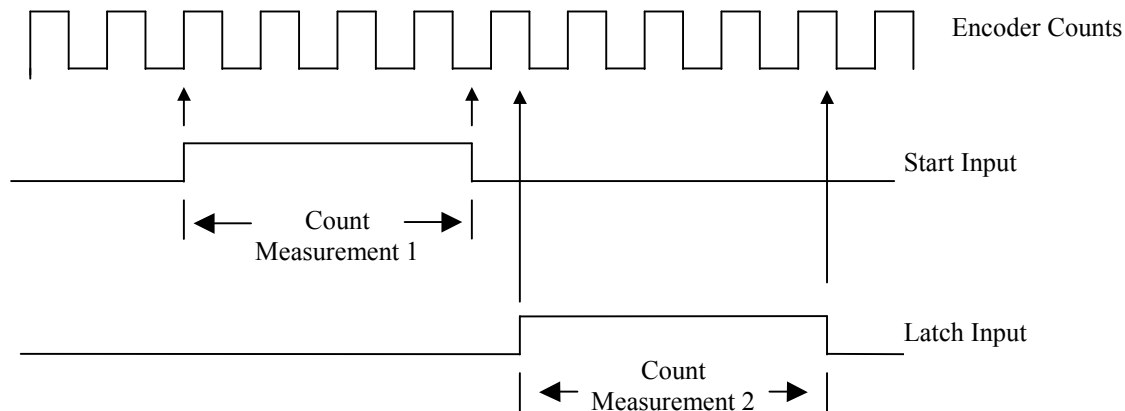 Encoder Counts
Start Input
Count
Measurement 1
Latch Input
Count
Measurement 2